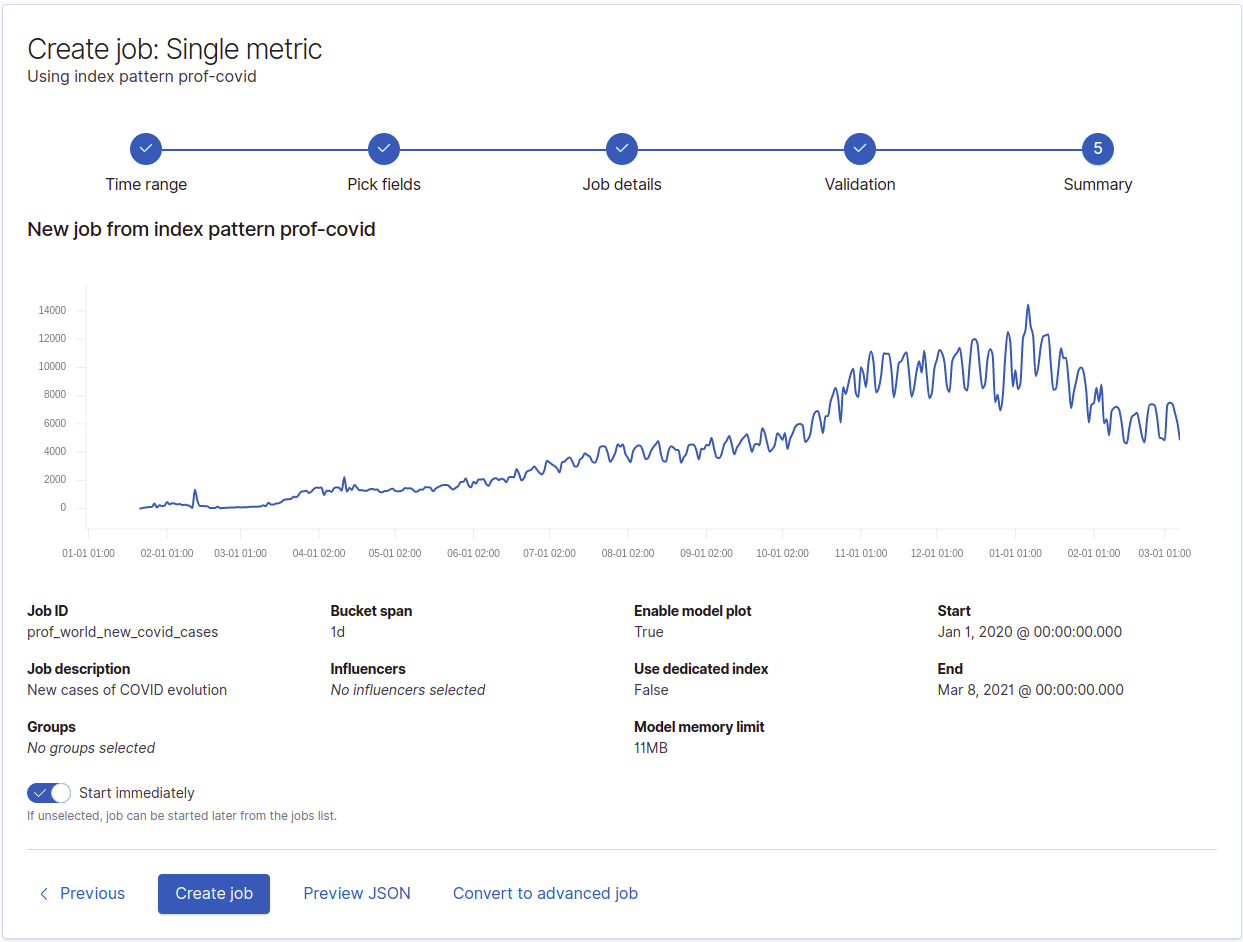 Create job: Single metric
Using index pattern prof-covid
5
Time range Pick fields Job details Validation Summary
New job from index pattern prof-covid
14000
12000
10000
8000
6000
4000
2000
0
01-01 01:00 02-01 01:00 03-01 01:00 04-01 02:00 05-01 02:00 06-01 02:00 07-01 02:00 08-01 02:00 09-01 02:00 10-01 02:00 11-01 01:00 12-01 01:00 01-01 01:00 02-01 01:00 03-01 01:00
Job ID Bucket span Enable model plot Start
prof_world_new_covid_cases 1d True Jan 1, 2020 @ 00:00:00.000
Job description Influencers Use dedicated index End
New cases of COVID evolution No influencers selected False Mar 8, 2021 @ 00:00:00.000
Groups Model memory limit
No groups selected 11MB
Start immediately
If unselected, job can be started later from the jobs list.
Previous Create job Preview JSON Convert to advanced job